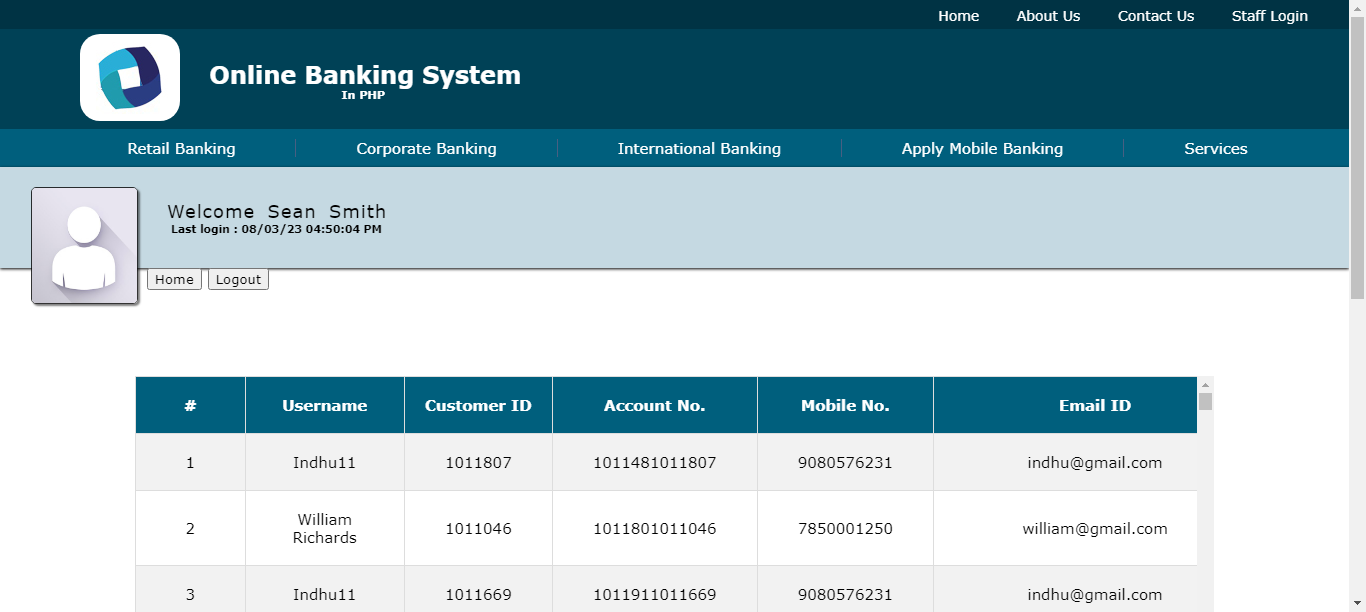 Home About Us Contact Us Staff Login
Online Banking System
In PHP
Retail Banking Corporate Banking International Banking Apply Mobile Banking Services
Welcome Sean Smith
Last login : 08/03/23 04:50:04 PM
Home Logout
# Username Customer ID Account No. Mobile No. Email ID
1 Indhu11 1011807 1011481011807 9080576231 indhu@gmail.com
2 William Richards 1011046 1011801011046 7850001250 william@gmail.com
3 Indhu11 1011669 1011911011669 9080576231 indhu@gmail.com